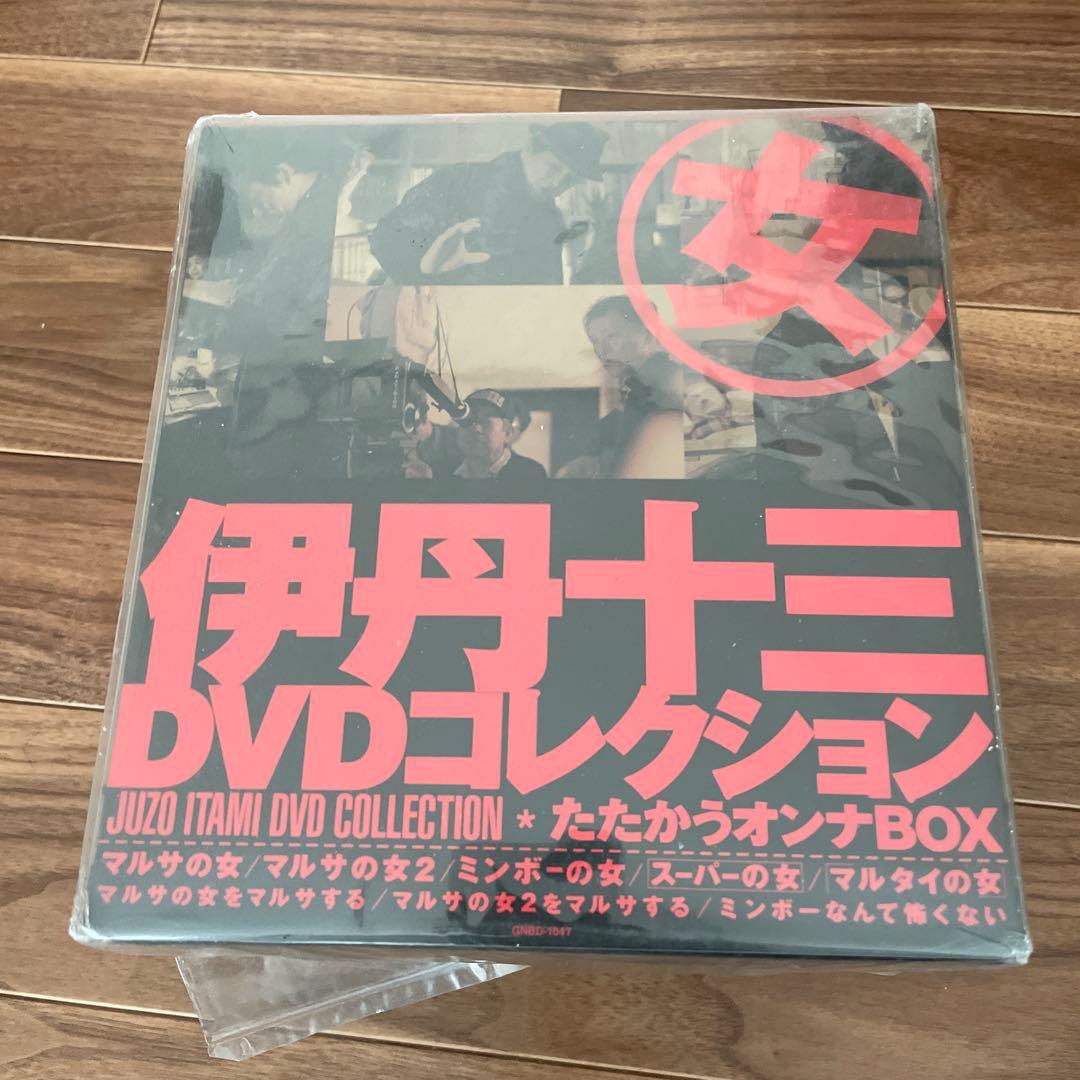 女
伊丹十三
DVDコレクション
JUZO ITAMI DVD COLLECTION * たたかうオンナBOX
マルサの女/マルサの女2/ミンボーの女/スーパーの女/マルタイの女
マルサの女をマルサする/マルサの女2をマルサする/ミンボーなんて怖くない
GNBD-1047